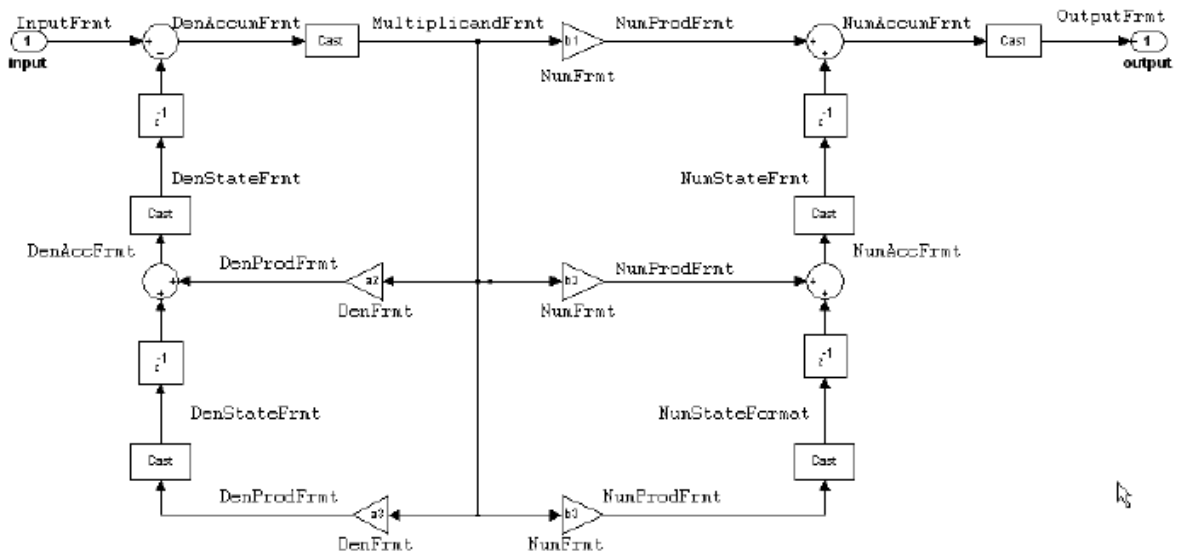 InputFrmt DenAccumFrmt MultiplicandFrmt NumProdFrmt NumAccumFrmt OutputFrmt
1 Cast b1 Cast 1
input NumFrmt output
z-1 z-1
DenStateFrmt NumStateFrmt
Cast Cast
DenAccFrmt DenProdFrmt NumProdFrmt NumAccFrmt
a2 b2
DenFrmt NumFrmt
z-1 z-1
DenStateFrmt NumStateFormat
Cast Cast
DenProdFrmt NumProdFrmt
a3 b3
DenFrmt NumFrmt